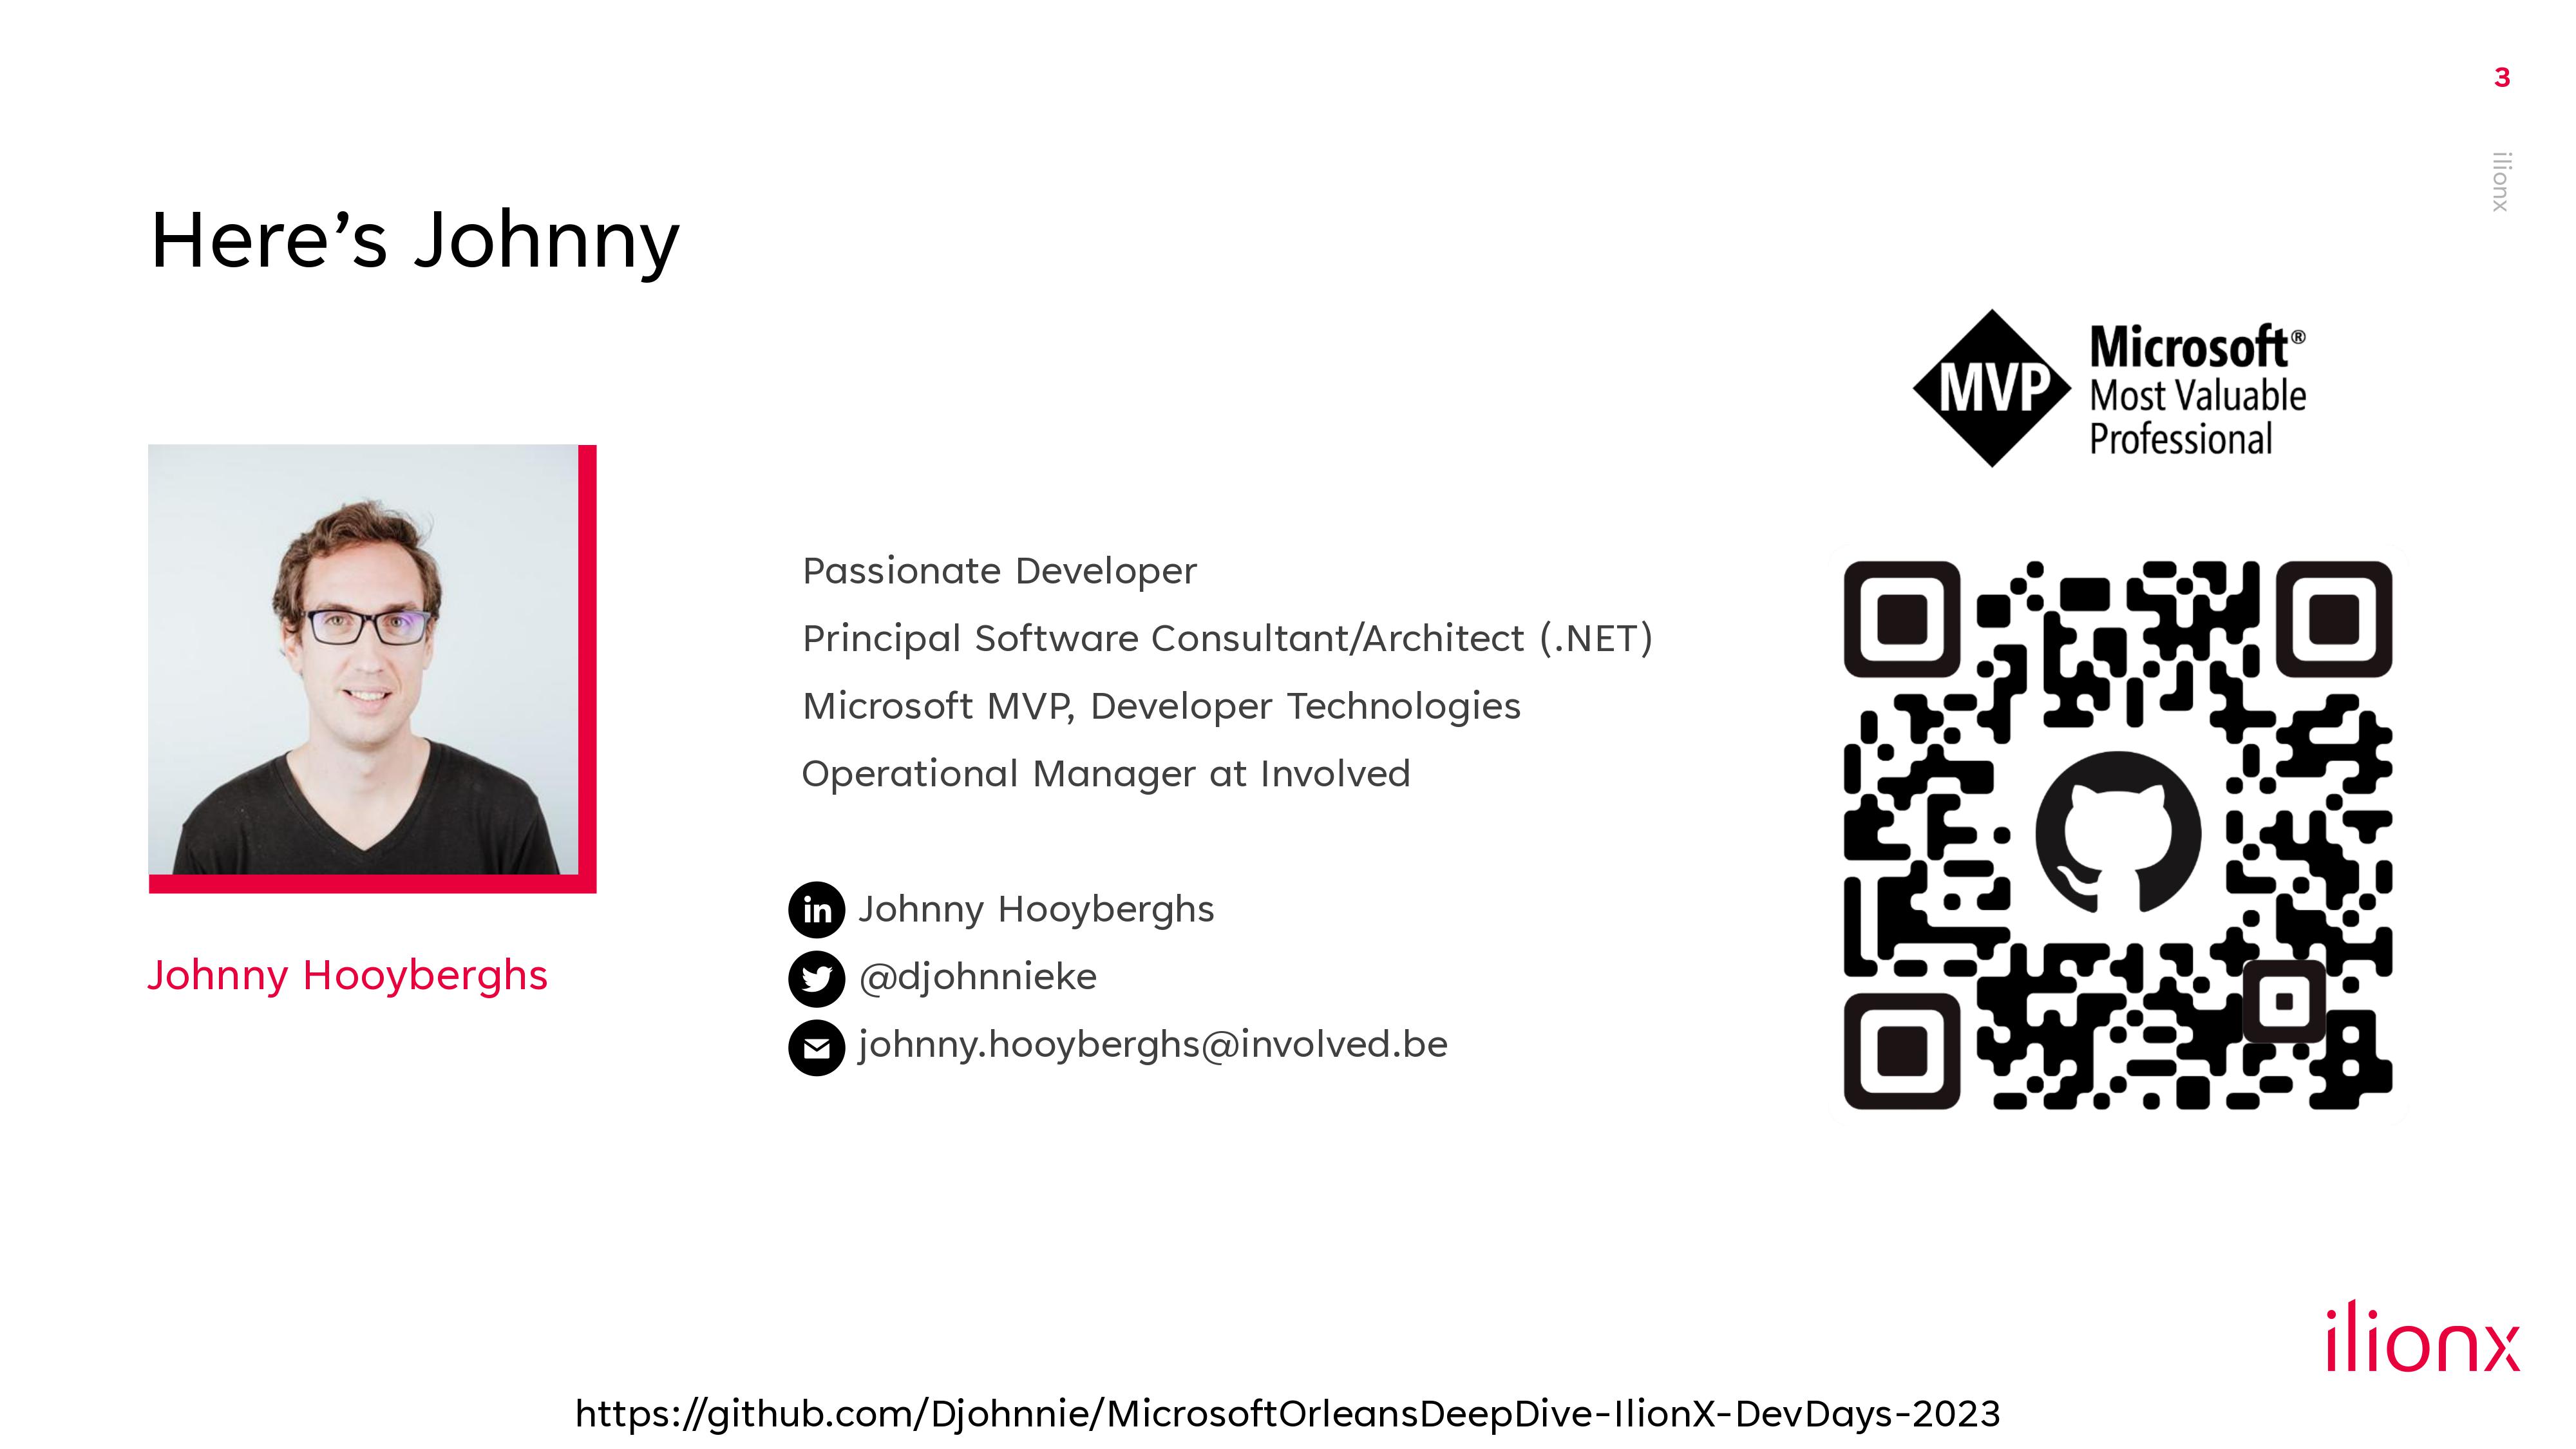 3
ilionx
Here’s Johnny
MVP
Microsoft®
Most Valuable
Professional
Passionate Developer
Principal Software Consultant/Architect (.NET)
Microsoft MVP, Developer Technologies
Operational Manager at Involved
in Johnny Hooyberghs
@djohnnieke
johnny.hooyberghs@involved.be
Johnny Hooyberghs
ilionx
https://github.com/Djohnnie/MicrosoftOrleansDeepDive-IlionX-DevDays-2023